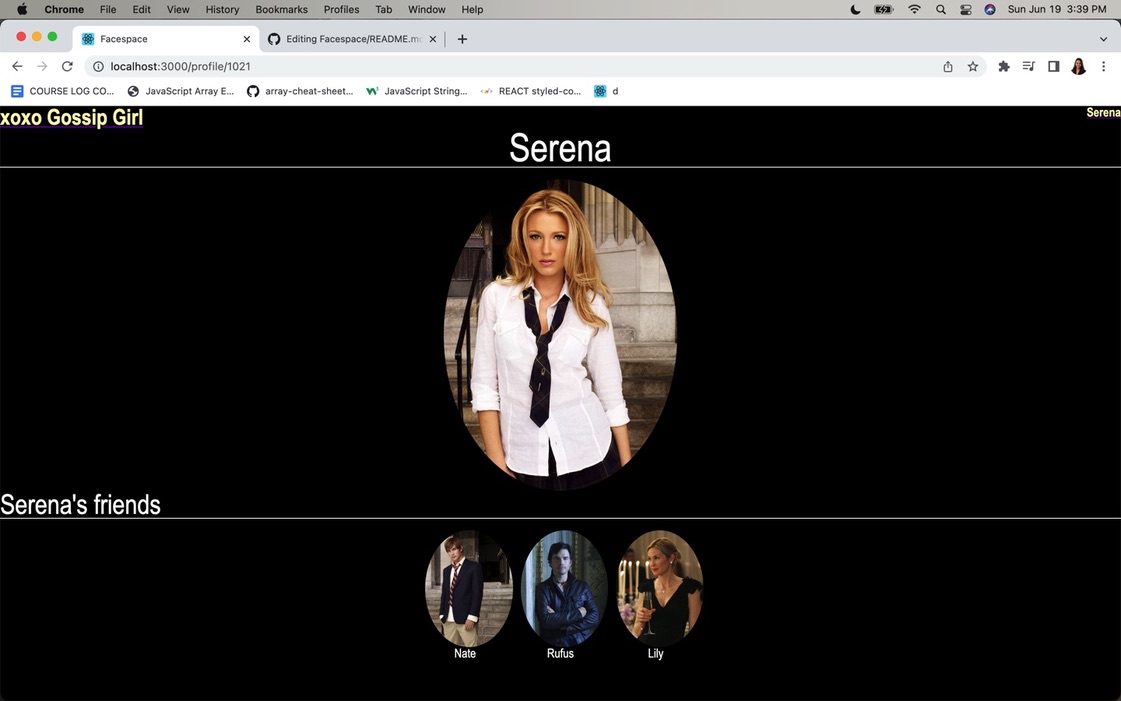 Chrome File Edit View History Bookmarks Profiles Tab Window Help Sun Jun 19 3:39 PM
Facespace Editing Facespace/README.mc
localhost:3000/profile/1021
COURSE LOG CO... JavaScript Array E... array-cheat-sheet... JavaScript String... REACT styled-co... d
xoxo Gossip Girl Serena
Serena
Serena's friends
Nate Rufus Lily